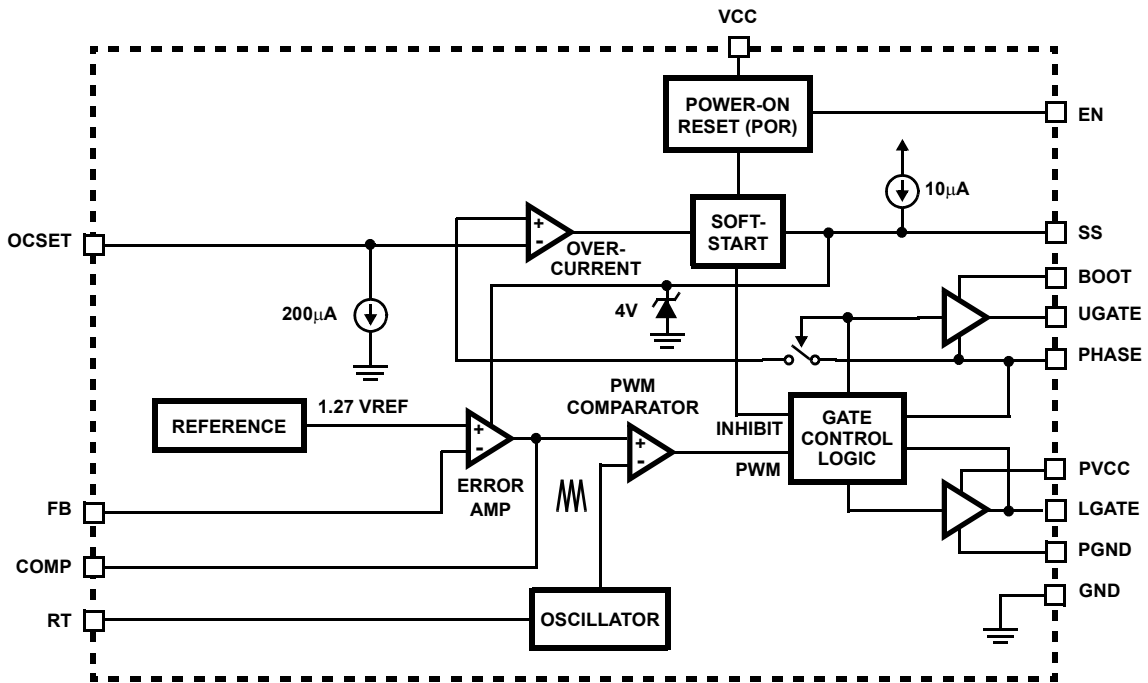 VCC
POWER-ON
RESET (POR)
EN
10µA
OCSET
+
-
OVER-
CURRENT
SOFT-
START
SS
BOOT
200µA
4V
UGATE
PHASE
1.27 VREF
REFERENCE
+
-
ERROR
AMP
PWM
COMPARATOR
+
-
INHIBIT
PWM
GATE
CONTROL
LOGIC
PVCC
FB
LGATE
COMP
PGND
GND
RT
OSCILLATOR